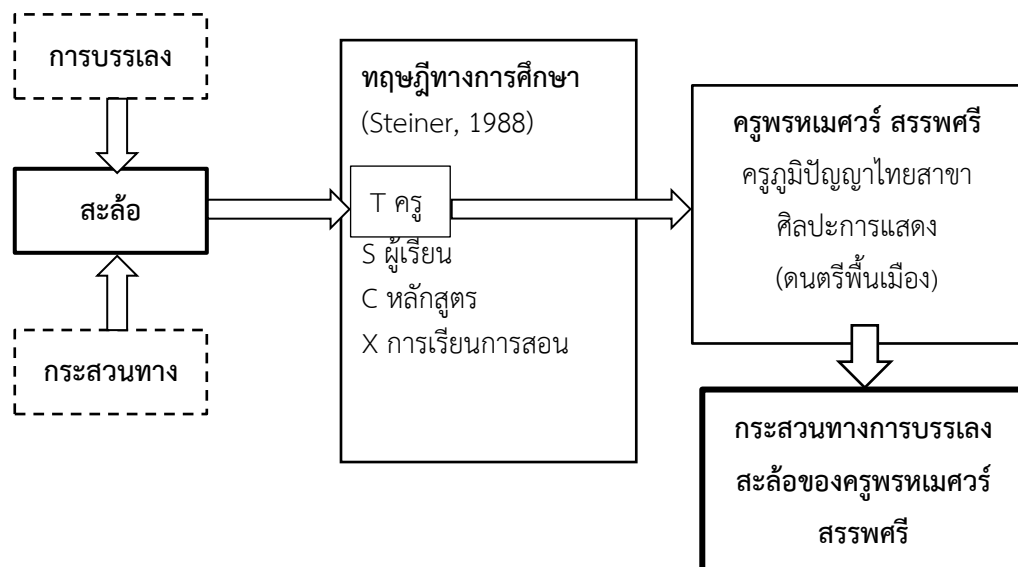 การบรรเลง
สะล้อ
กระสวนทาง
ทฤษฎีทางการศึกษา
(Steiner, 1988)
T ครู
S ผู้เรียน
C หลักสูตร
X การเรียนการสอน
ครูพรหเมศวร์ สรรพศรี
ครูภูมิปัญญาไทยสาขา
ศิลปะการแสดง
(ดนตรีพื้นเมือง)
กระสวนทางการบรรเลง
สะล้อของครูพรหเมศวร์
สรรพศรี